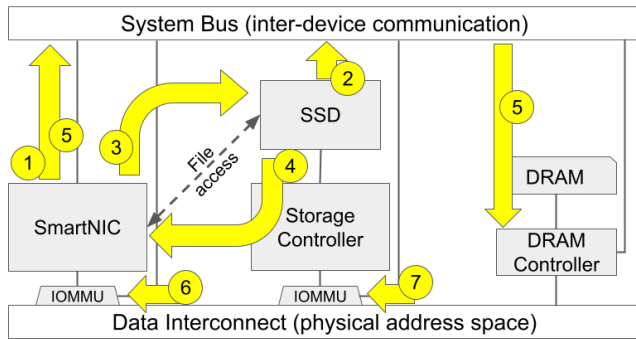 System Bus (inter-device communication)
1
5
3
2
5
SSD
File
access
4
DRAM
SmartNIC
Storage
Controller
DRAM
Controller
IOMMU
6
IOMMU
7
Data Interconnect (physical address space)